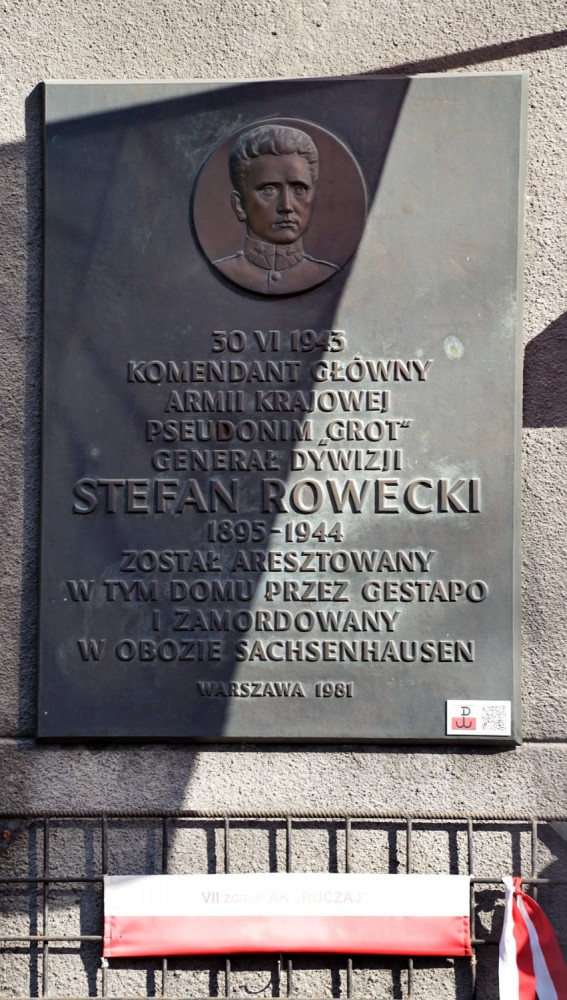 30 VI 1943
KOMENDANT GŁÓWNY
ARMII KRAJOWEJ
PSEUDONIM „GROT”
GENERAŁ DYWIZJI
STEFAN ROWECKI
1895-1944
ZOSTAŁ ARESZTOWANY
W TYM DOMU PRZEZ GESTAPO
I ZAMORDOWANY
W OBOZIE SACHSENHAUSEN
WARSZAWA 1981
VII ZGRUP. AK „RUCZAJ”